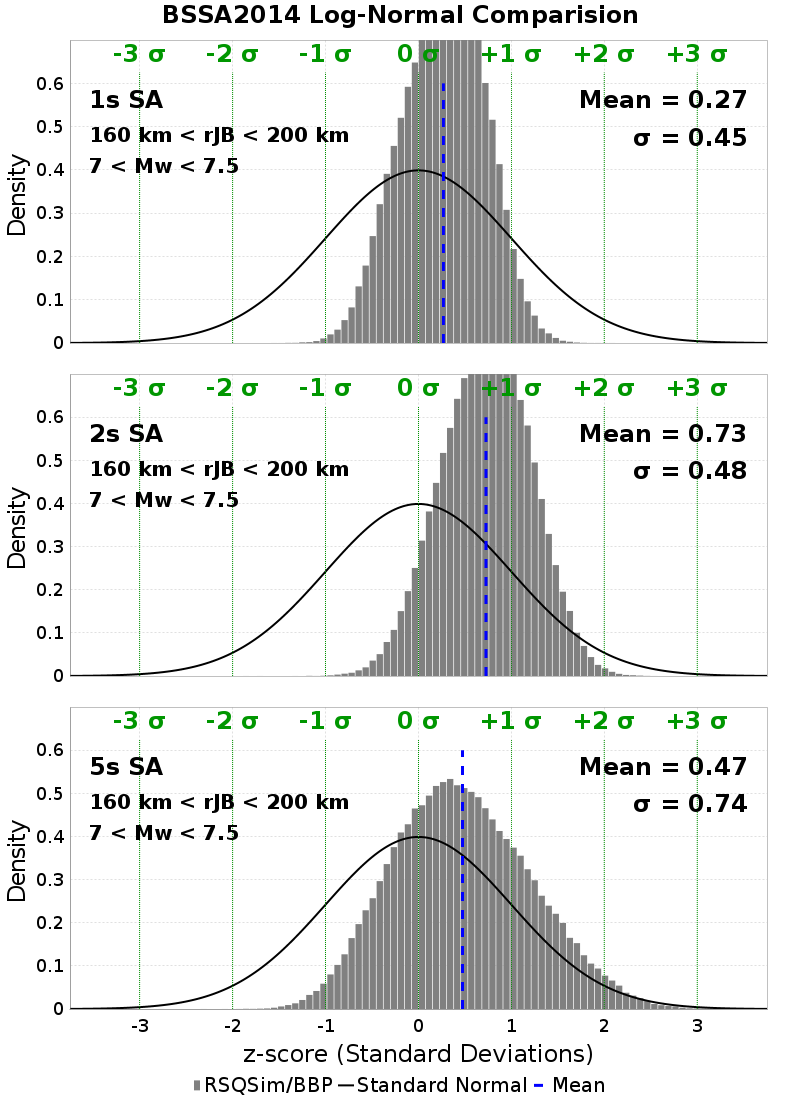 BSSA2014 Log-Normal Comparision
-3 σ -2 σ -1 σ 0 σ +1 σ +2 σ +3 σ
1s SA
Mean = 0.27
160 km < rJB < 200 km
σ = 0.45
7 < Mw < 7.5
Density
0.6
0.5
0.4
0.3
0.2
0.1
0
-3 σ -2 σ -1 σ 0 σ +1 σ +2 σ +3 σ
2s SA
Mean = 0.73
160 km < rJB < 200 km
σ = 0.48
7 < Mw < 7.5
Density
0.6
0.5
0.4
0.3
0.2
0.1
0
-3 σ -2 σ -1 σ 0 σ +1 σ +2 σ +3 σ
5s SA
Mean = 0.47
160 km < rJB < 200 km
σ = 0.74
7 < Mw < 7.5
Density
0.6
0.5
0.4
0.3
0.2
0.1
0
-3 -2 -1 0 1 2 3
z-score (Standard Deviations)
RSQSim/BBP Standard Normal Mean